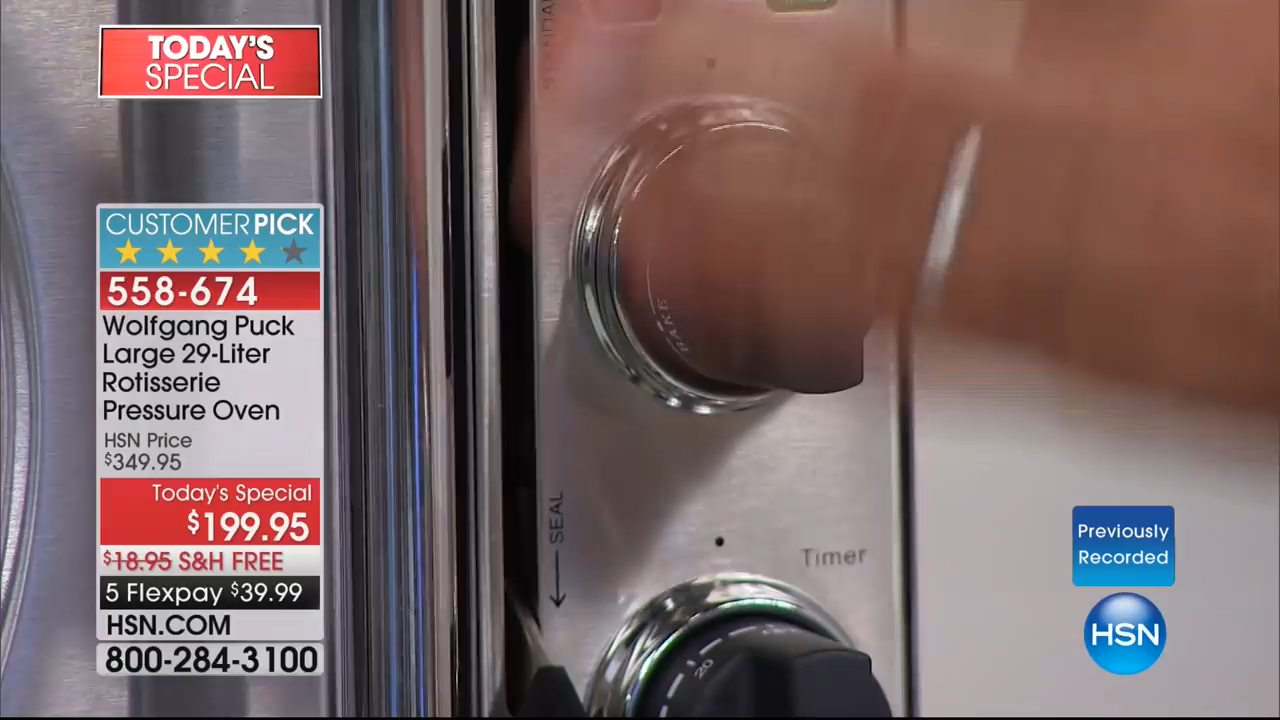 TODAY'S
SPECIAL
CUSTOMER PICK
558-674
Wolfgang Puck
Large 29-Liter
Rotisserie
Pressure Oven
HSN Price
$349.95
Today's Special
$199.95
$18.95 S&H FREE
5 Flexpay $39.99
HSN.COM
800-284-3100
BAKE
SEAL
Timer
20
Previously
Recorded
HSN